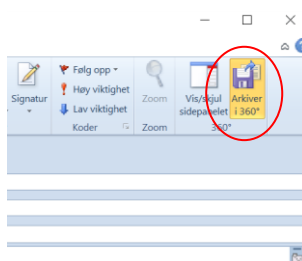 Signatur
Følg opp
Høy viktighet
Lav viktighet
Koder
Zoom
Zoom
Vis/skjul
sidepanelet
Arkiver
i 360°
360°